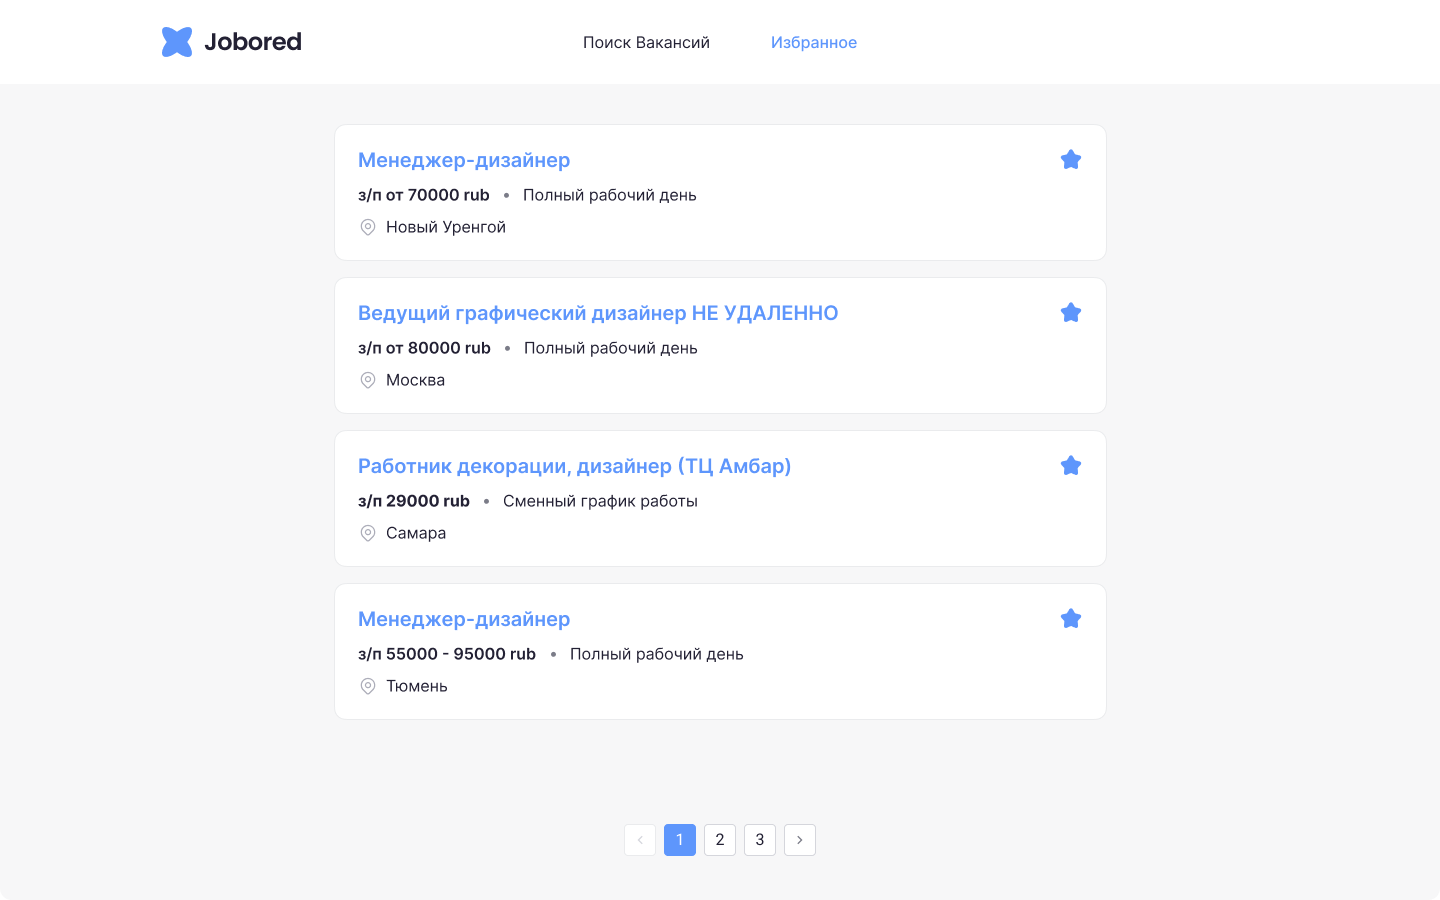 Jobored
Поиск Вакансий
Избранное
Менеджер-дизайнер
з/п от 70000 rub • Полный рабочий день
Новый Уренгой
Ведущий графический дизайнер НЕ УДАЛЕННО
з/п от 80000 rub • Полный рабочий день
Москва
Работник декорации, дизайнер (ТЦ Амбар)
з/п 29000 rub • Сменный график работы
Самара
Менеджер-дизайнер
з/п 55000 - 95000 rub • Полный рабочий день
Тюмень
1 2 3